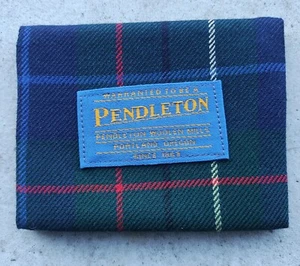 WARRANTED TO BE A
PENDLETON
PENDLETON WOOLEN MILLS
PORTLAND, OREGON
SINCE 1863